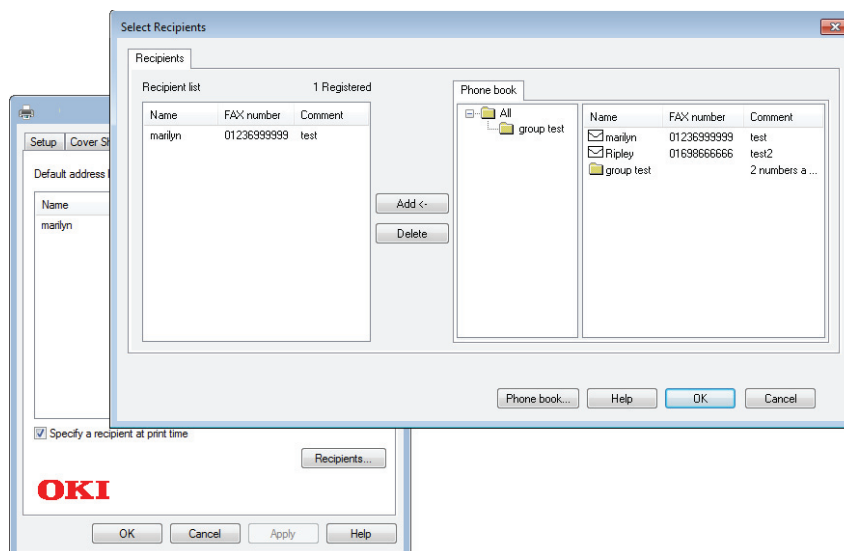 Select Recipients
Recipients
Recipient list 1 Registered
Name FAX number Comment
marilyn 01236999999 test
Add <-
Delete
Phone book
All
group test
Name FAX number Comment
marilyn 01236999999 test
Ripley 01698666666 test2
group test 2 numbers a ...
Phone book... Help OK Cancel
Setup Cover Sh
Default address
Name
marilyn
Specify a recipient at print time
Recipients...
OKI
OK Cancel Apply Help